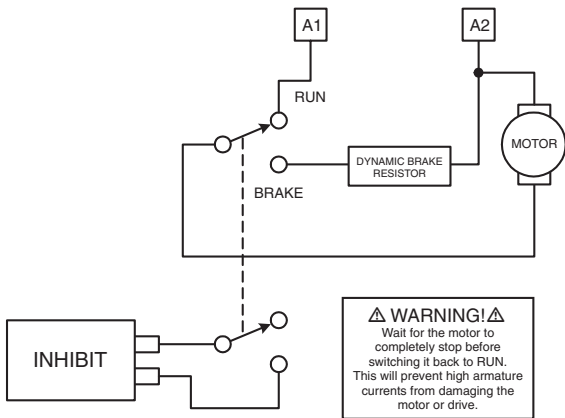 A1
A2
RUN
MOTOR
DYNAMIC BRAKE
RESISTOR
BRAKE
INHIBIT
⚠ WARNING!⚠
Wait for the motor to
completely stop before
switching it back to RUN.
This will prevent high armature
currents from damaging the
motor or drive.